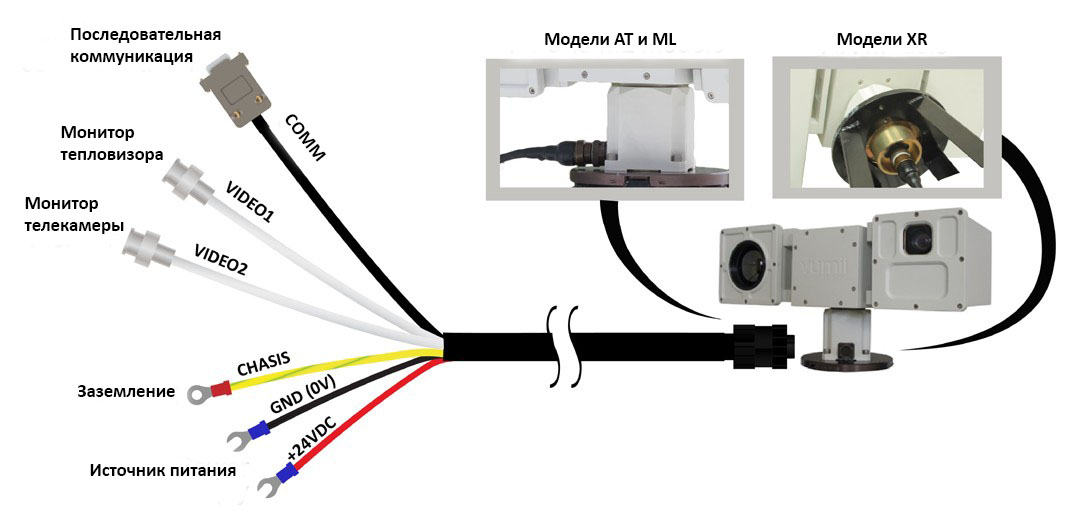 Последовательная
коммуникация
Модели AT и ML
Модели XR
COMM
Монитор
тепловизора
VIDEO1
Монитор
телекамеры
VIDEO2
vumii
CHASIS
Заземление
GND (0V)
+24VDC
Источник питания